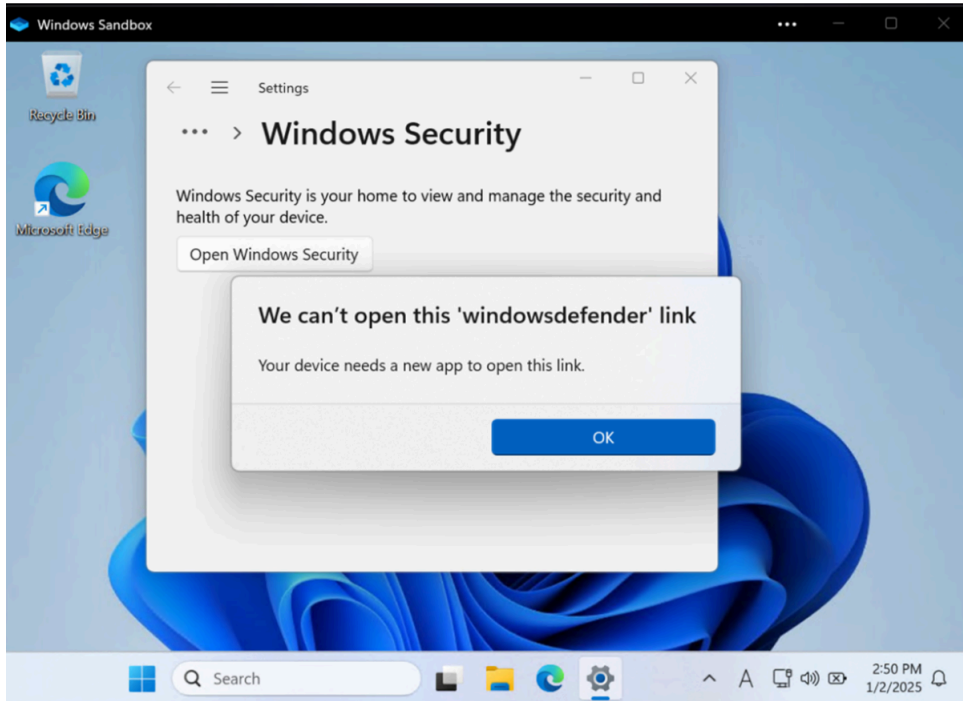 Windows Sandbox
Recycle Bin
Microsoft Edge
Settings
Windows Security
Windows Security is your home to view and manage the security and
health of your device.
Open Windows Security
We can’t open this 'windowsdefender' link
Your device needs a new app to open this link.
OK
Search
A
2:50 PM
1/2/2025